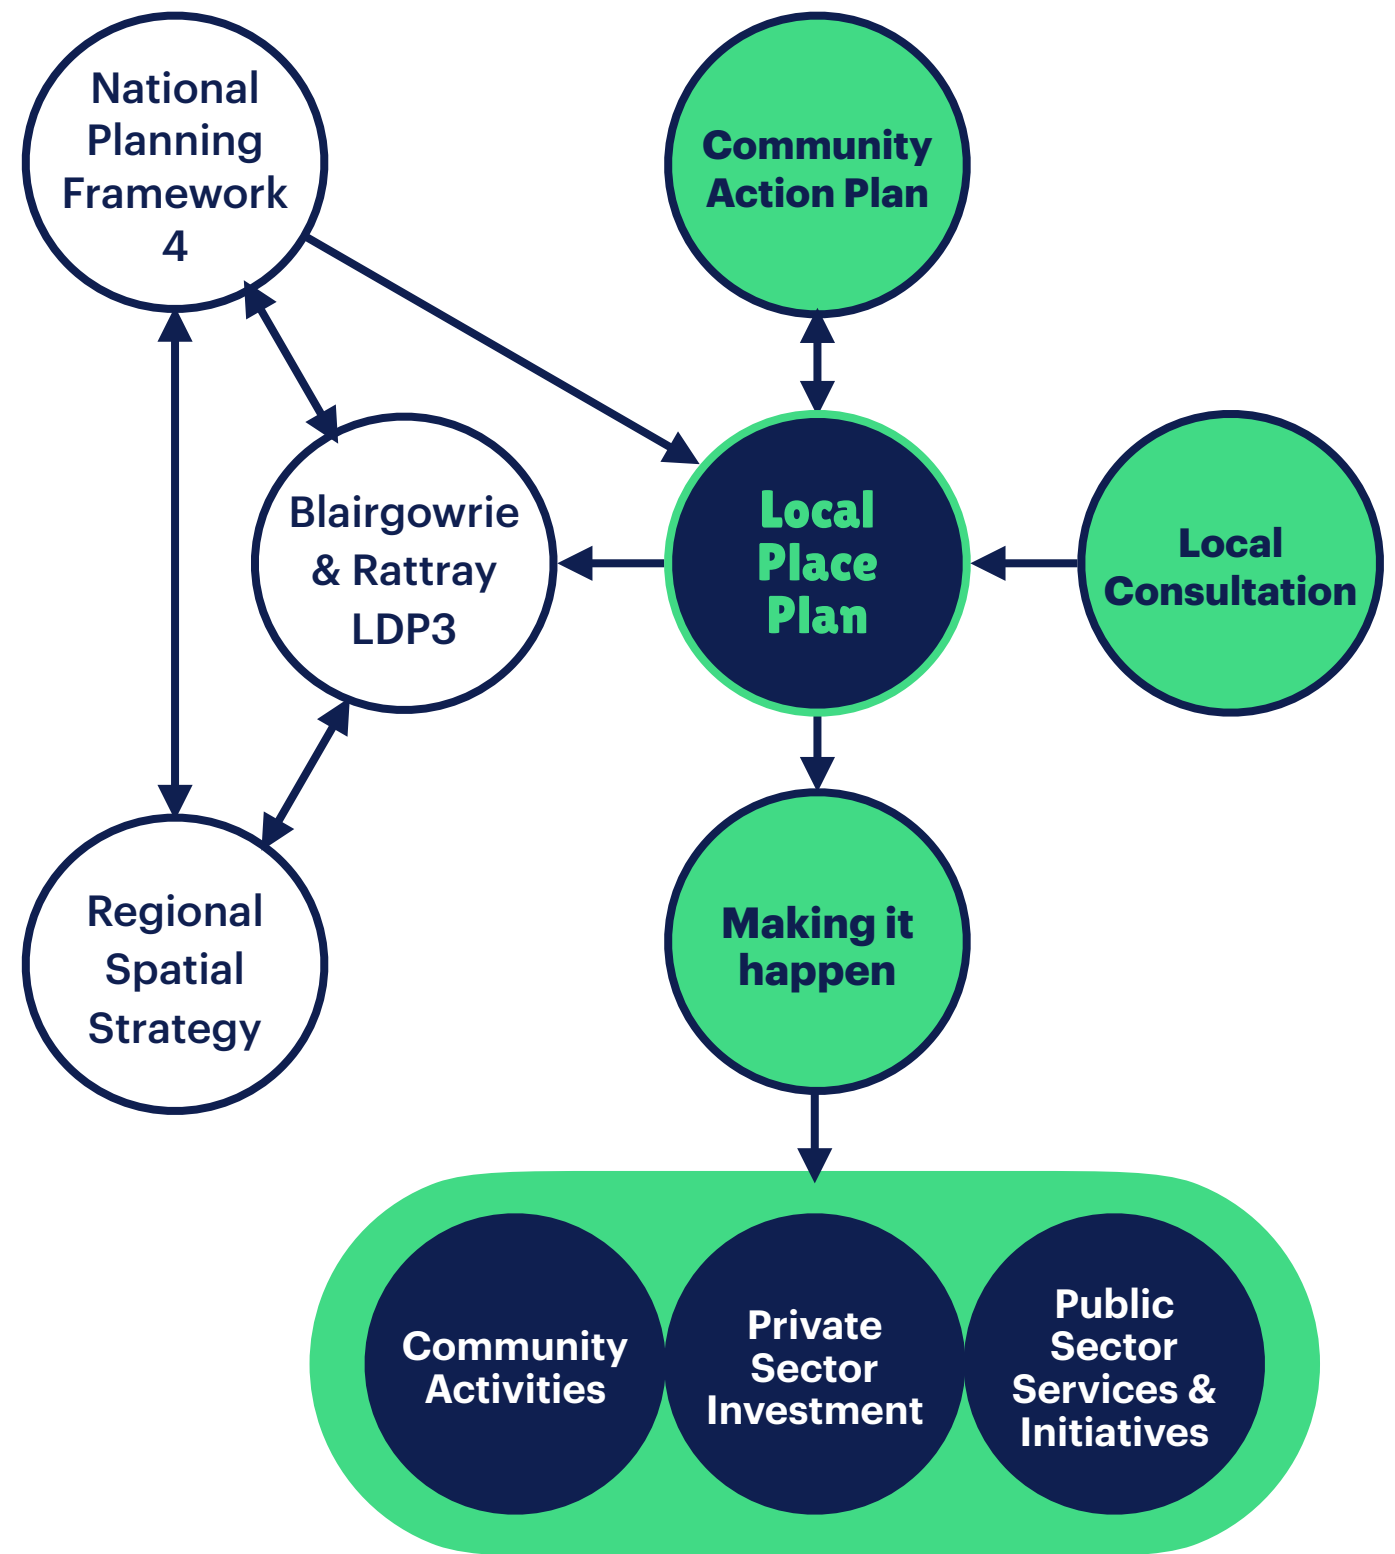 National
Planning
Framework
4
Community
Action Plan
Blairgowrie
& Rattray
LDP3
Local
Place
Plan
Local
Consultation
Regional
Spatial
Strategy
Making it
happen
Community
Activities
Private
Sector
Investment
Public
Sector
Services &
Initiatives